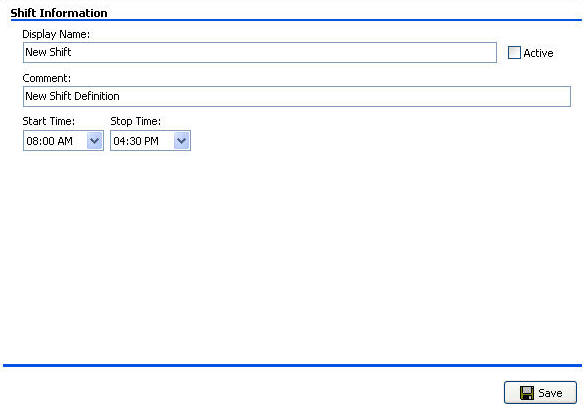 Shift Information
Display Name:
New Shift
Active
Comment:
New Shift Definition
Start Time: Stop Time:
08:00 AM 04:30 PM
Save